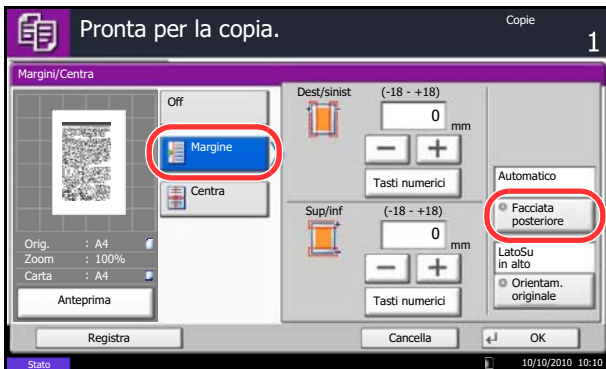 Pronta per la copia.
Copie
1
Margini/Centra
Off
Margine
Centra
Orig. : A4
Zoom : 100%
Carta : A4
Anteprima
Dest/sinist
(-18 - +18)
0 mm
Tasti numerici
Sup/inf
(-18 - +18)
0 mm
Tasti numerici
Automatico
Facciata
posteriore
LatoSu
in alto
Orientam.
originale
Registra
Cancella
OK
Stato
10/10/2010 10:10